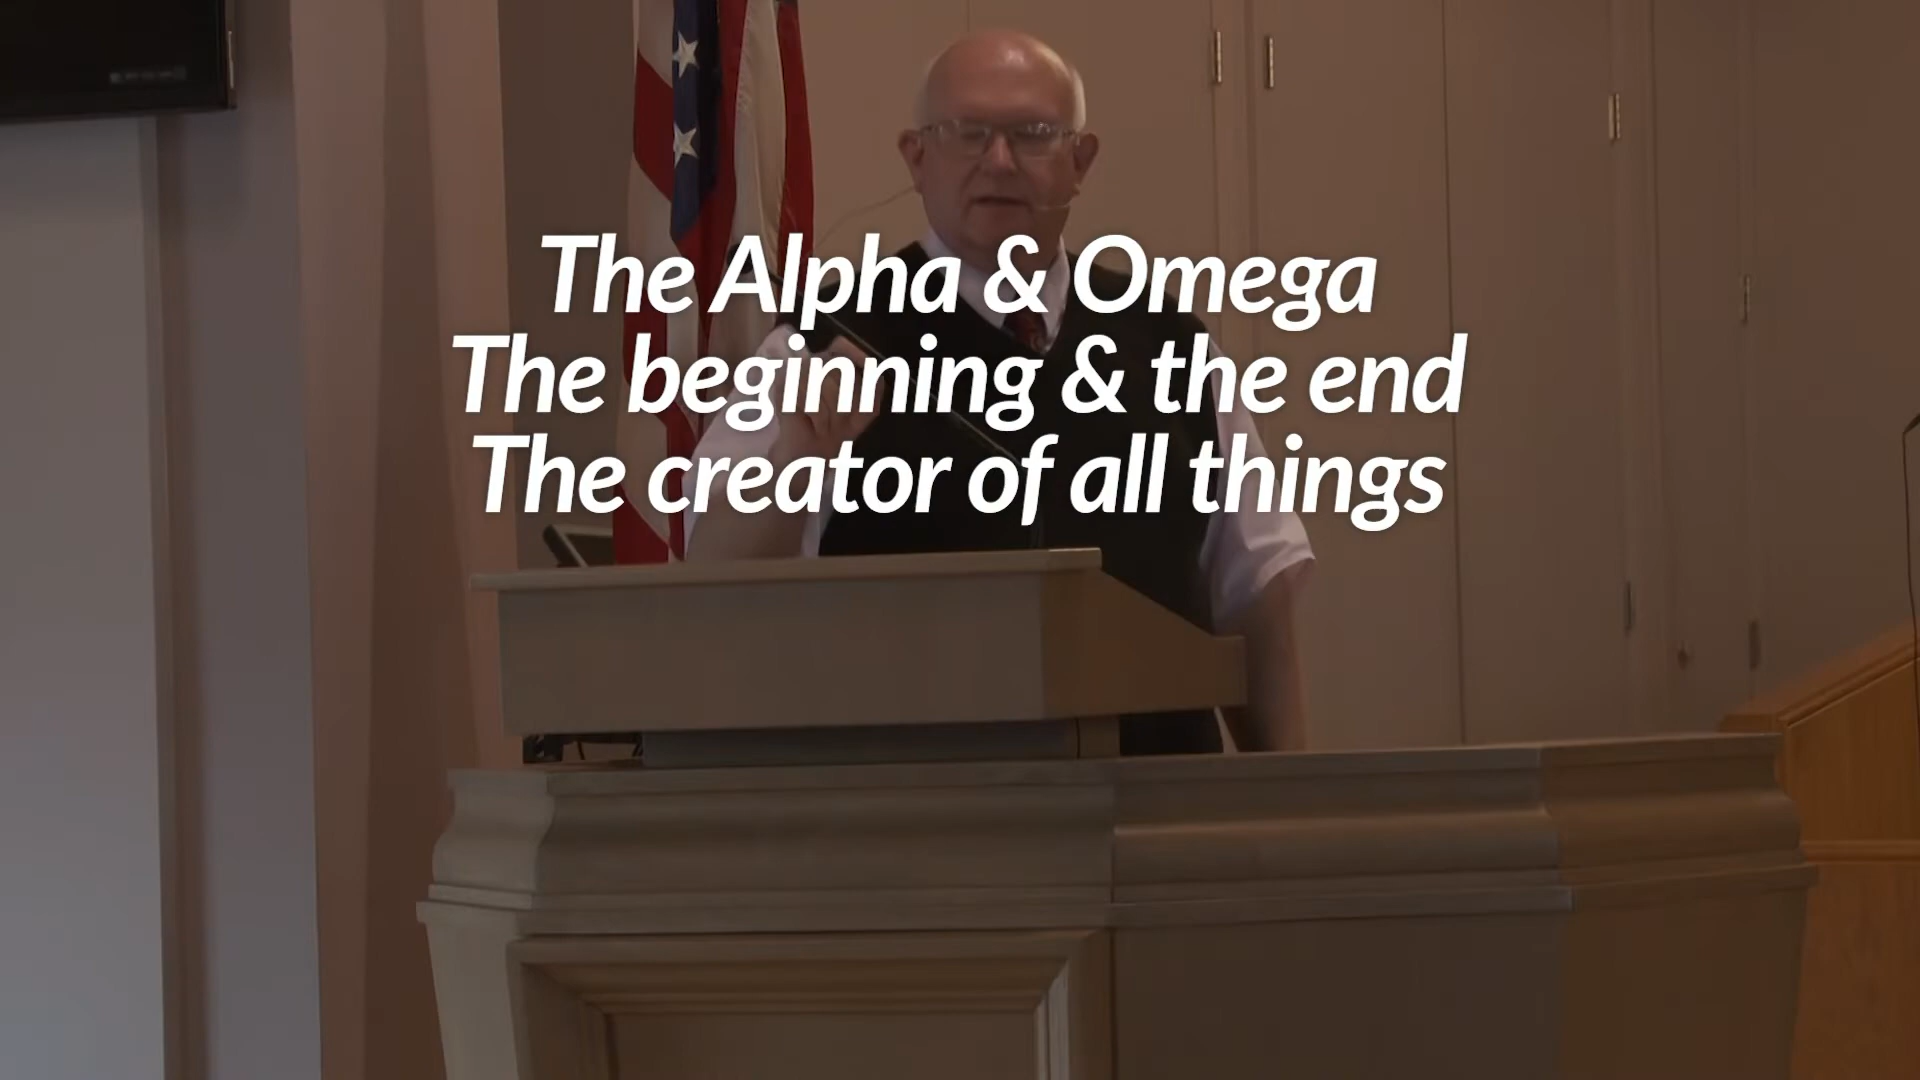 The Alpha & Omega
The beginning & the end
The creator of all things